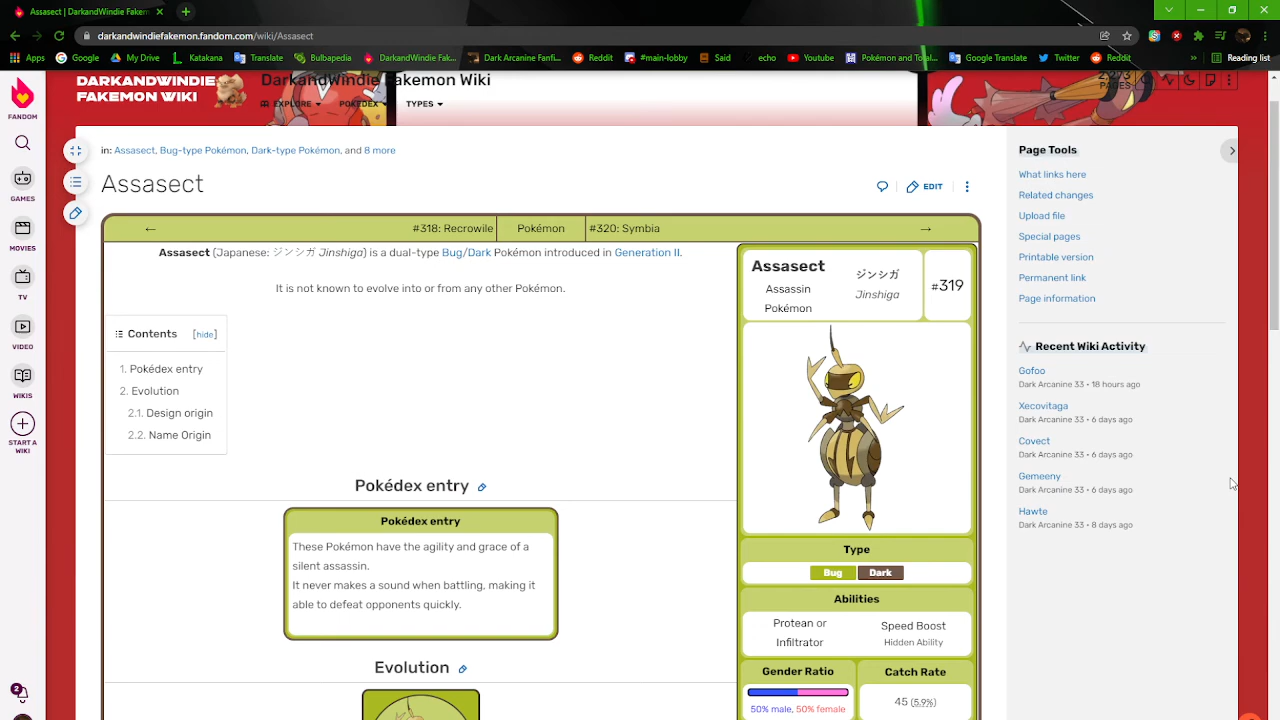 Assasect | DarkandWindie Fakem
darkandwindiefakemon.fandom.com/wiki/Assasect
Apps Google My Drive Katakana Translate Bulbapedia DarkandWindie Fak... Dark Arcanine Fanfi... Reddit #main-lobby Said echo YouTube Pokémon and Total... Google Translate Twitter Reddit » Reading list
DARKANDWINDIE
FAKEMON WIKI
DarkandWindie Fakemon Wiki
EXPLORE POKÉDEX TYPES
2,273
PAGES
FANDOM
GAMES
MOVIES
TV
VIDEO
WIKIS
START A
WIKI
2
in: Assasect, Bug-type Pokémon, Dark-type Pokémon, and 8 more
Assasect
EDIT
← #318: Recrowile Pokémon #320: Symbia →
Assasect (Japanese: ジンシガ Jinshiga) is a dual-type Bug/Dark Pokémon introduced in Generation II.
It is not known to evolve into or from any other Pokémon.
Contents [hide]
1. Pokédex entry
2. Evolution
2.1. Design origin
2.2. Name Origin
Pokédex entry
Pokédex entry
These Pokémon have the agility and grace of a
silent assassin.
It never makes a sound when battling, making it
able to defeat opponents quickly.
Evolution
Assasect
Assassin
Pokémon
ジンシガ
Jinshiga
#319
Type
Bug Dark
Abilities
Protean or
Infiltrator
Speed Boost
Hidden Ability
Gender Ratio
50% male, 50% female
Catch Rate
45 (5.9%)
Page Tools
What links here
Related changes
Upload file
Special pages
Printable version
Permanent link
Page information
Recent Wiki Activity
Gofoo
Dark Arcanine 33 • 18 hours ago
Xecovitaga
Dark Arcanine 33 • 6 days ago
Covect
Dark Arcanine 33 • 6 days ago
Gemeeny
Dark Arcanine 33 • 6 days ago
Hawte
Dark Arcanine 33 • 8 days ago